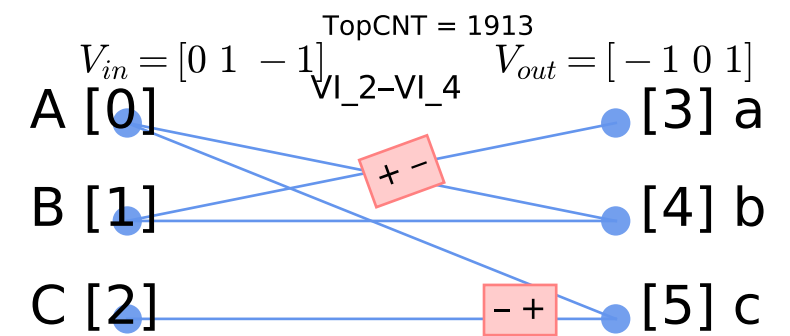 TopCNT = 1913
V_in = [0 1 −1]
V_out = [−1 0 1]
VI_2–VI_4
A [0]
[3] a
+ −
B [1]
[4] b
C [2]
− +
[5] c